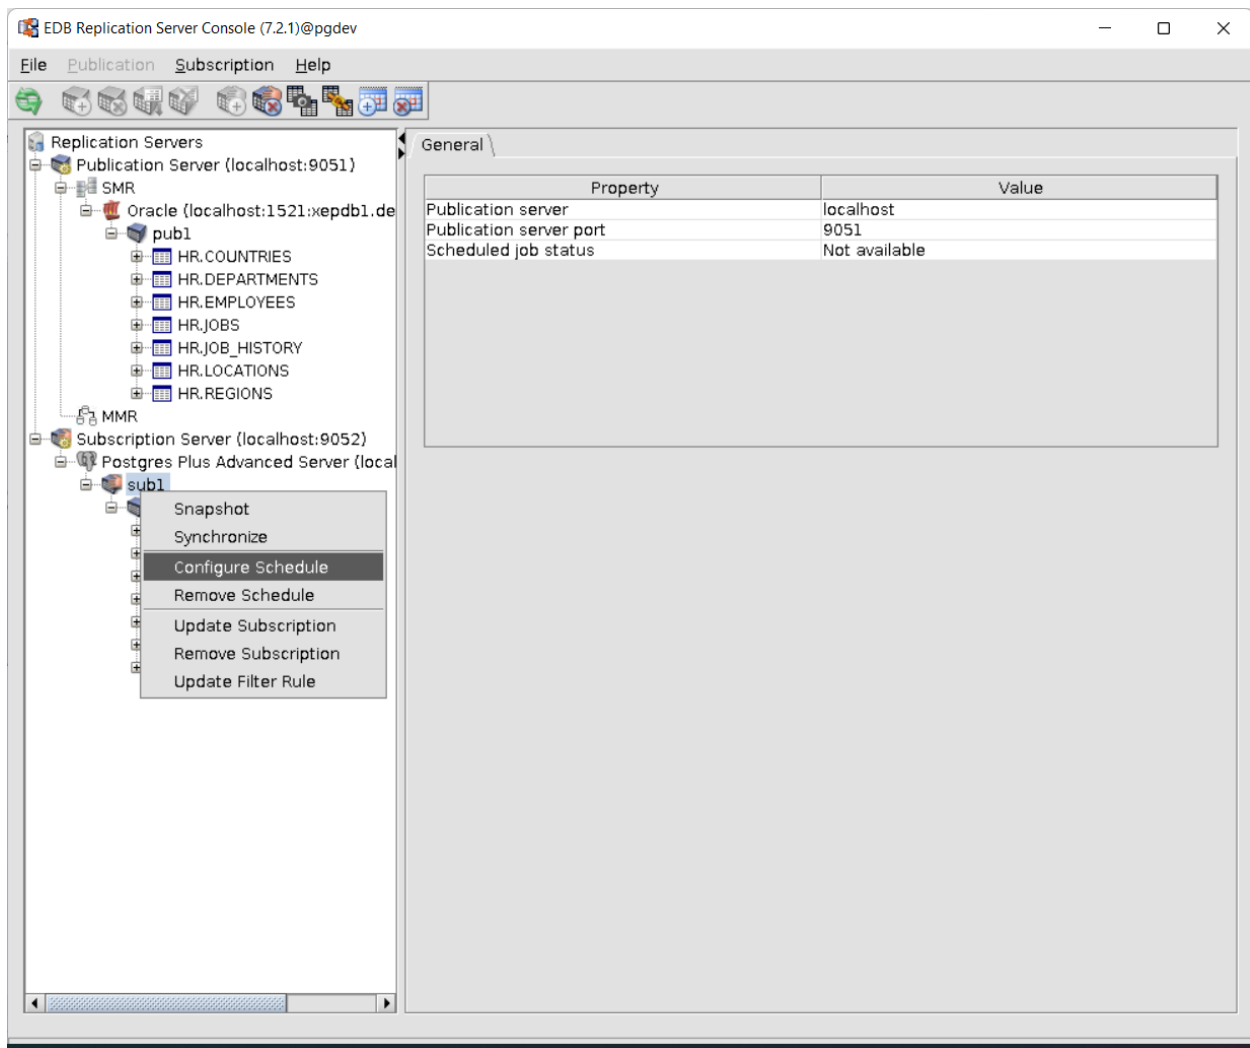 EDB Replication Server Console (7.2.1)@pgdev
File Publication Subscription Help
Replication Servers
Publication Server (localhost:9051)
SMR
Oracle (localhost:1521:xepdb1.de
pub1
HR.COUNTRIES
HR.DEPARTMENTS
HR.EMPLOYEES
HR.JOBS
HR.JOB_HISTORY
HR.LOCATIONS
HR.REGIONS
MMR
Subscription Server (localhost:9052)
Postgres Plus Advanced Server (local
sub1
Snapshot
Synchronize
Configure Schedule
Remove Schedule
Update Subscription
Remove Subscription
Update Filter Rule
General
Property Value
Publication server localhost
Publication server port 9051
Scheduled job status Not available